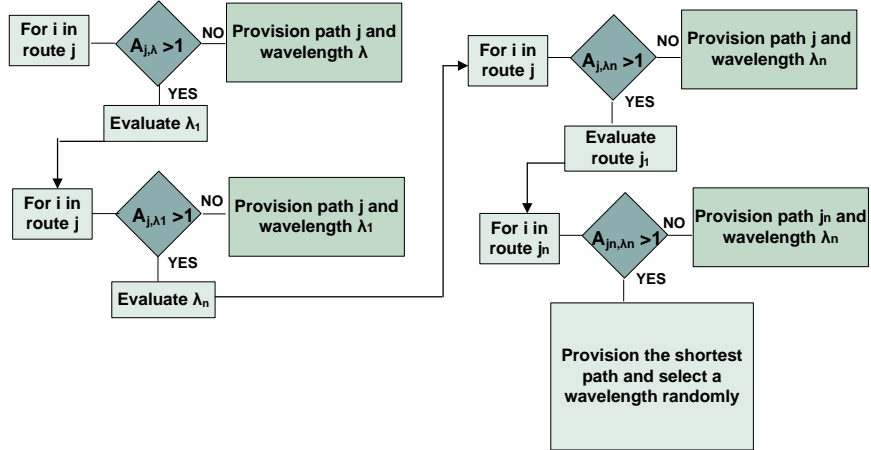 For i in
route j
Aj,λ >1
NO
Provision path j and
wavelength λ
YES
Evaluate λ1
For i in
route j
Aj,λ1 >1
NO
Provision path j and
wavelength λ1
YES
Evaluate λn
For i in
route j
Aj,λn >1
NO
Provision path j and
wavelength λn
YES
Evaluate
route j1
For i in
route jn
Ajn,λn >1
NO
Provision path jn and
wavelength λn
YES
Provision the shortest
path and select a
wavelength randomly